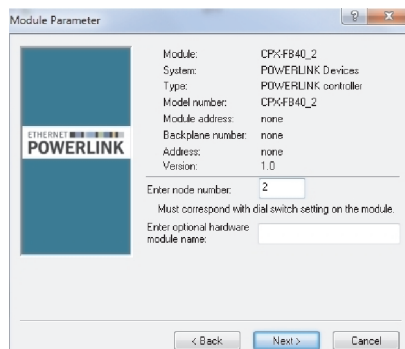 Module Parameter
Module: CPX-FB40_2
System: POWERLINK Devices
Type: POWERLINK controller
Model number: CPX-FB40_2
Module address: none
Backplane number: none
Address: none
Version: 1.0
ETHERNET
POWERLINK
Enter node number: 2
Must correspond with dial switch setting on the module.
Enter optional hardware
module name:
< Back Next > Cancel